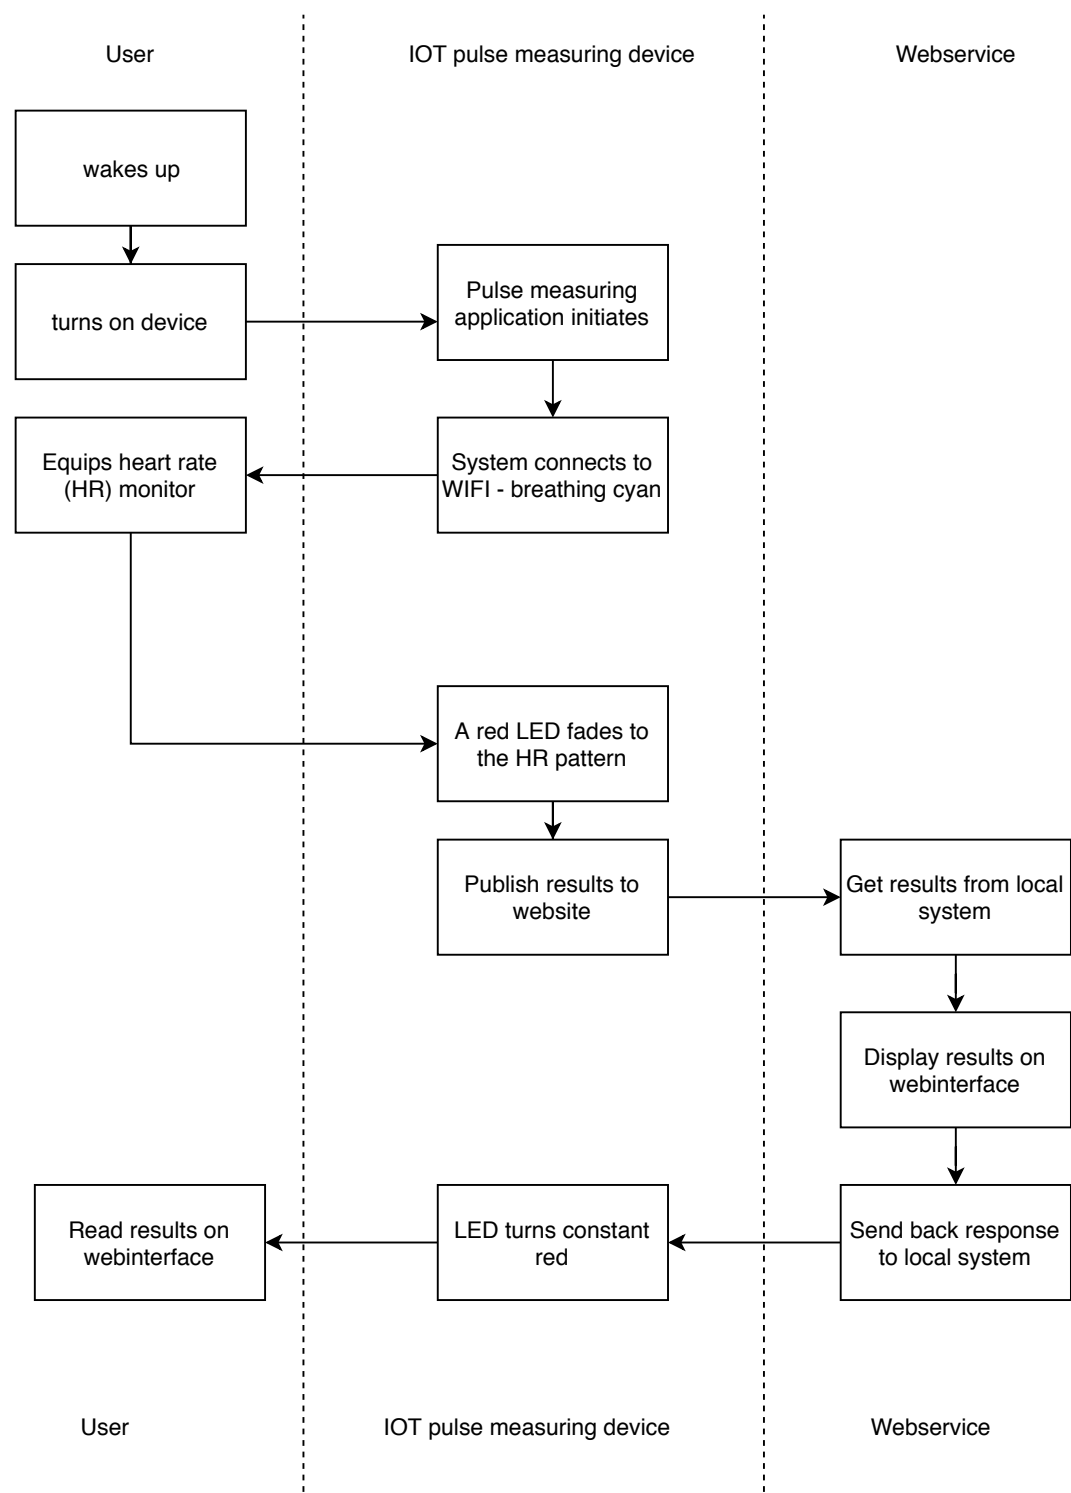 User
IOT pulse measuring device
Webservice
wakes up
turns on device
Pulse measuring
application initiates
Equips heart rate
(HR) monitor
System connects to
WIFI - breathing cyan
A red LED fades to
the HR pattern
Publish results to
website
Get results from local
system
Display results on
webinterface
Read results on
webinterface
LED turns constant
red
Send back response
to local system
User
IOT pulse measuring device
Webservice